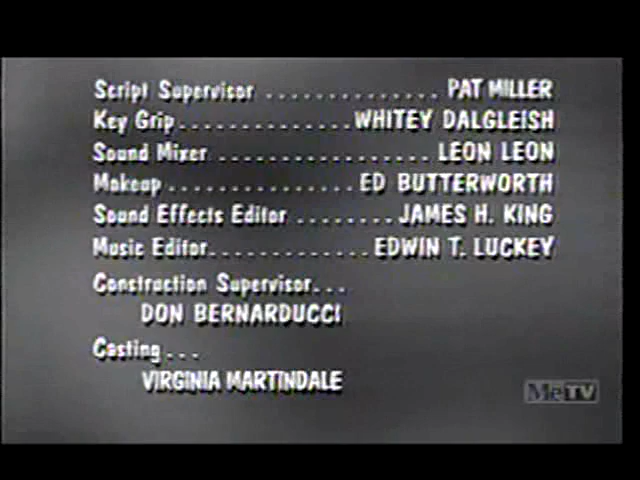 Script Supervisor .............. PAT MILLER
Key Grip..............WHITEY DALGLEISH
Sound Mixer ................. LEON LEON
Makeup ............... ED BUTTERWORTH
Sound Effects Editor ........ JAMES H. KING
Music Editor............. EDWIN T. LUCKEY
Construction Supervisor...
DON BERNARDUCCI
Casting ...
VIRGINIA MARTINDALE
MeTV